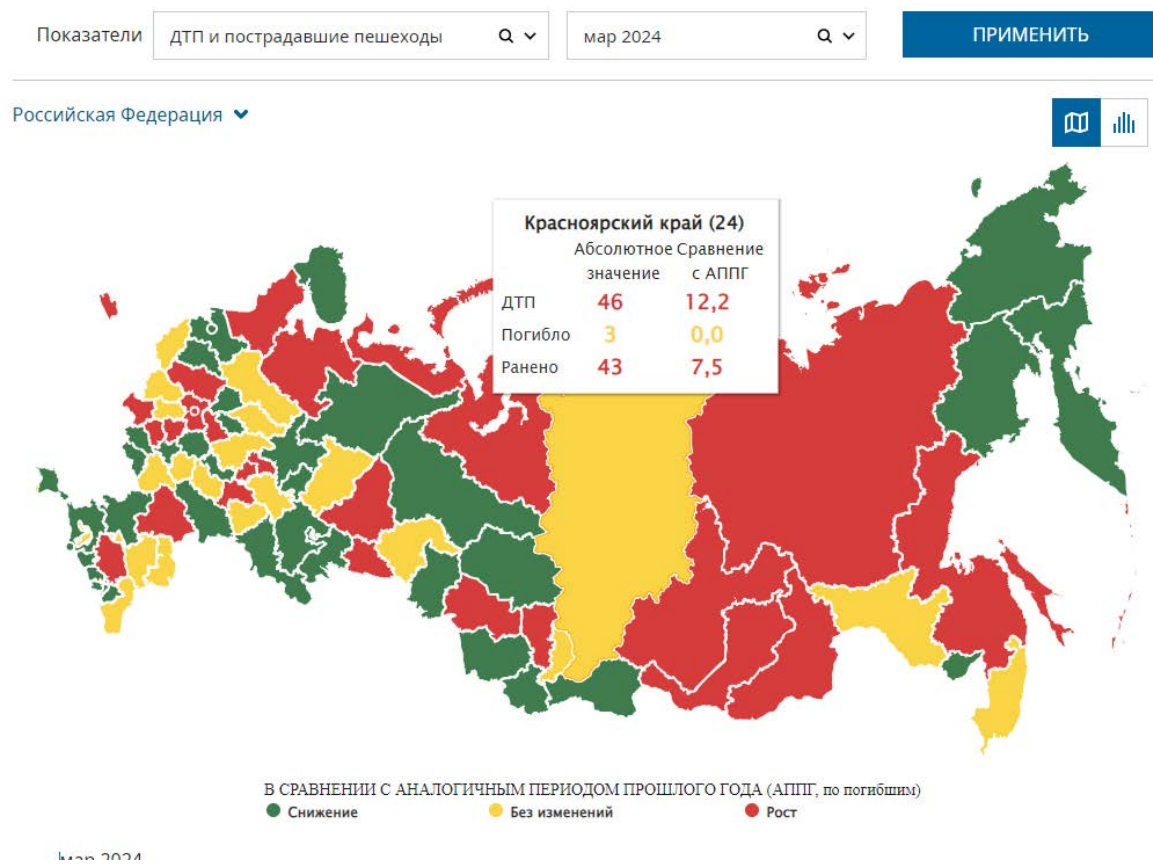 Показатели ДТП и пострадавшие пешеходы мар 2024 ПРИМЕНИТЬ
Российская Федерация
Красноярский край (24)
Абсолютное Сравнение
значение с АППГ
ДТП 46 12,2
Погибло 3 0,0
Ранено 43 7,5
В СРАВНЕНИИ С АНАЛОГИЧНЫМ ПЕРИОДОМ ПРОШЛОГО ГОДА (АППГ, по погибшим)
Снижение Без изменений Рост
мар 2024